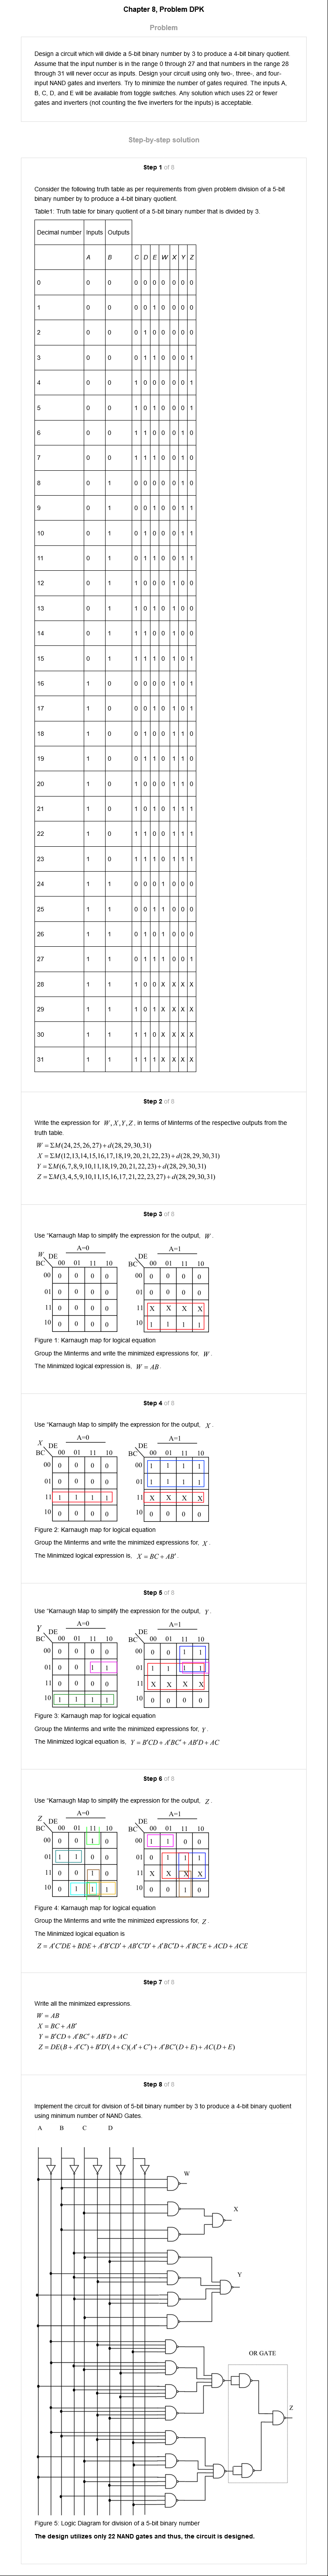 Chapter 8, Problem DPK
Problem
Design a circuit which will divide a 5-bit binary number by 3 to produce a 4-bit binary quotient.
Assume that the input number is in the range 0 through 27 and that numbers in the range 28
through 31 will never occur as inputs. Design your circuit using only two-, three-, and four-
input NAND gates and inverters. Try to minimize the number of gates required. The inputs A,
B, C, D, and E will be available from toggle switches. Any solution which uses 22 or fewer
gates and inverters (not counting the five inverters for the inputs) is acceptable.
Step-by-step solution
Step 1 of 8
Consider the following truth table as per requirements from given problem division of a 5-bit
binary number by to produce a 4-bit binary quotient.
Table1: Truth table for binary quotient of a 5-bit binary number that is divided by 3.
Decimal number Inputs Outputs
A B C D E W X Y Z
0 0 0 0 0 0 0 0 0 0
1 0 0 0 0 1 0 0 0 0
2 0 0 0 1 0 0 0 0 0
3 0 0 0 1 1 0 0 0 1
4 0 0 1 0 0 0 0 0 1
5 0 0 1 0 1 0 0 0 1
6 0 0 1 1 0 0 0 1 0
7 0 0 1 1 1 0 0 1 0
8 0 1 0 0 0 0 0 1 0
9 0 1 0 0 1 0 0 1 1
10 0 1 0 1 0 0 0 1 1
11 0 1 0 1 1 0 0 1 1
12 0 1 1 0 0 0 1 0 0
13 0 1 1 0 1 0 1 0 0
14 0 1 1 1 0 0 1 0 0
15 0 1 1 1 1 0 1 0 1
16 1 0 0 0 0 0 1 0 1
17 1 0 0 0 1 0 1 0 1
18 1 0 0 1 0 0 1 1 0
19 1 0 0 1 1 0 1 1 0
20 1 0 1 0 0 0 1 1 0
21 1 0 1 0 1 0 1 1 1
22 1 0 1 1 0 0 1 1 1
23 1 0 1 1 1 0 1 1 1
24 1 1 0 0 0 1 0 0 0
25 1 1 0 0 1 1 0 0 0
26 1 1 0 1 0 1 0 0 0
27 1 1 0 1 1 1 0 0 1
28 1 1 1 0 0 X X X X
29 1 1 1 0 1 X X X X
30 1 1 1 1 0 X X X X
31 1 1 1 1 1 X X X X
Step 2 of 8
Write the expression for W, X, Y, Z, in terms of Minterms of the respective outputs from the
truth table.
W = ΣM(24,25,26,27)+d(28,29,30,31)
X = ΣM(12,13,14,15,16,17,18,19,20,21,22,23)+d(28,29,30,31)
Y = ΣM(6,7,8,9,10,11,18,19,20,21,22,23)+d(28,29,30,31)
Z = ΣM(3,4,5,9,10,11,15,16,17,21,22,23,27)+d(28,29,30,31)
Step 3 of 8
Use "Karnaugh Map to simplify the expression for the output, W.
A=0 A=1
W DE DE
BC 00 01 11 10 BC 00 01 11 10
00 0 0 0 0 00 0 0 0 0
01 0 0 0 0 01 0 0 0 0
11 0 0 0 0 11 X X X X
10 0 0 0 0 10 1 1 1 1
Figure 1: Karnaugh map for logical equation
Group the Minterms and write the minimized expressions for, W.
The Minimized logical expression is, W = AB.
Step 4 of 8
Use "Karnaugh Map to simplify the expression for the output, X.
A=0 A=1
X DE DE
BC 00 01 11 10 BC 00 01 11 10
00 0 0 0 0 00 1 1 1 1
01 0 0 0 0 01 1 1 1 1
11 1 1 1 1 11 X X X X
10 0 0 0 0 10 0 0 0 0
Figure 2: Karnaugh map for logical equation
Group the Minterms and write the minimized expressions for, X.
The Minimized logical expression is, X = BC + AB'
Step 5 of 8
Use "Karnaugh Map to simplify the expression for the output, Y.
A=0 A=1
Y DE DE
BC 00 01 11 10 BC 00 01 11 10
00 0 0 0 0 00 0 0 1 1
01 0 0 1 1 01 1 1 1 1
11 0 0 0 0 11 X X X X
10 1 1 1 1 10 0 0 0 0
Figure 3: Karnaugh map for logical equation
Group the Minterms and write the minimized expressions for, Y.
The Minimized logical equation is, Y = B'CD + A'BC' + AB'D + AC
Step 6 of 8
Use "Karnaugh Map to simplify the expression for the output, Z.
A=0 A=1
Z DE DE
BC 00 01 11 10 BC 00 01 11 10
00 0 0 1 0 00 1 1 0 0
01 1 1 0 0 01 0 1 1 1
11 0 0 1 0 11 X X X X
10 0 1 1 1 10 0 0 1 0
Figure 4: Karnaugh map for logical equation
Group the Minterms and write the minimized expressions for, Z.
The Minimized logical equation is
Z = A'C'DE + BDE + A'B'CD' + AB'C'D' + A'BC'D + A'BC'E + ACD + ACE
Step 7 of 8
Write all the minimized expressions.
W = AB
X = BC + AB'
Y = B'CD + A'BC' + AB'D + AC
Z = DE(B + A'C') + B'D'(A + C)(A' + C') + A'BC'(D + E) + AC(D + E)
Step 8 of 8
Implement the circuit for division of 5-bit binary number by 3 to produce a 4-bit binary quotient
using minimum number of NAND Gates.
A B C D
W
X
Y
OR GATE
Z
Figure 5: Logic Diagram for division of a 5-bit binary number
The design utilizes only 22 NAND gates and thus, the circuit is designed.